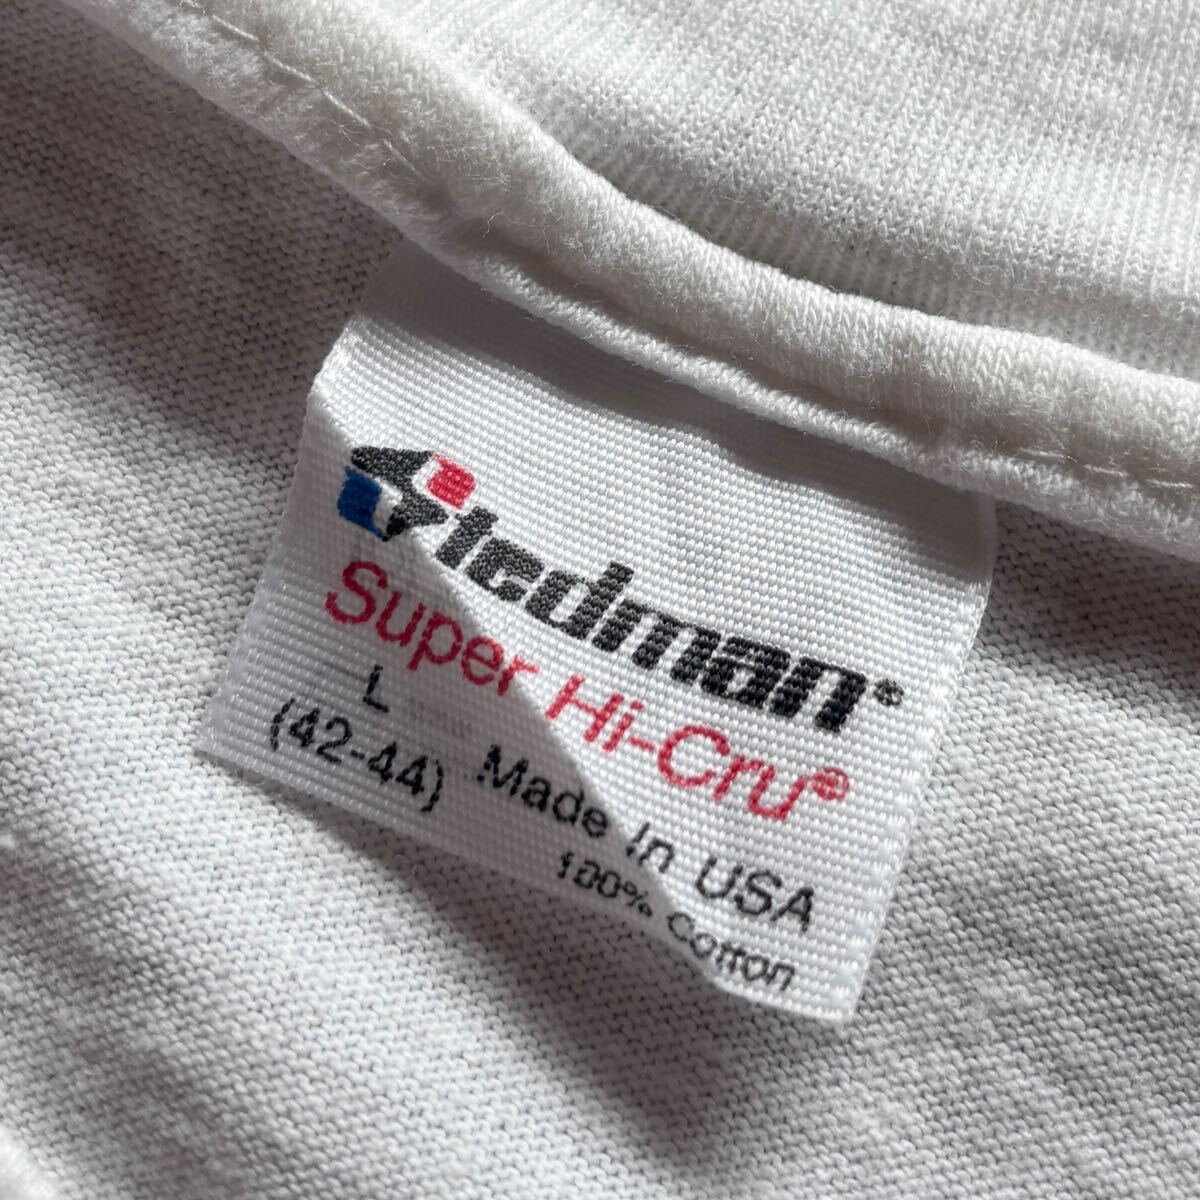 Stedman®
Super Hi-Cru®
L
(42-44)
Made In USA
100% Cotton